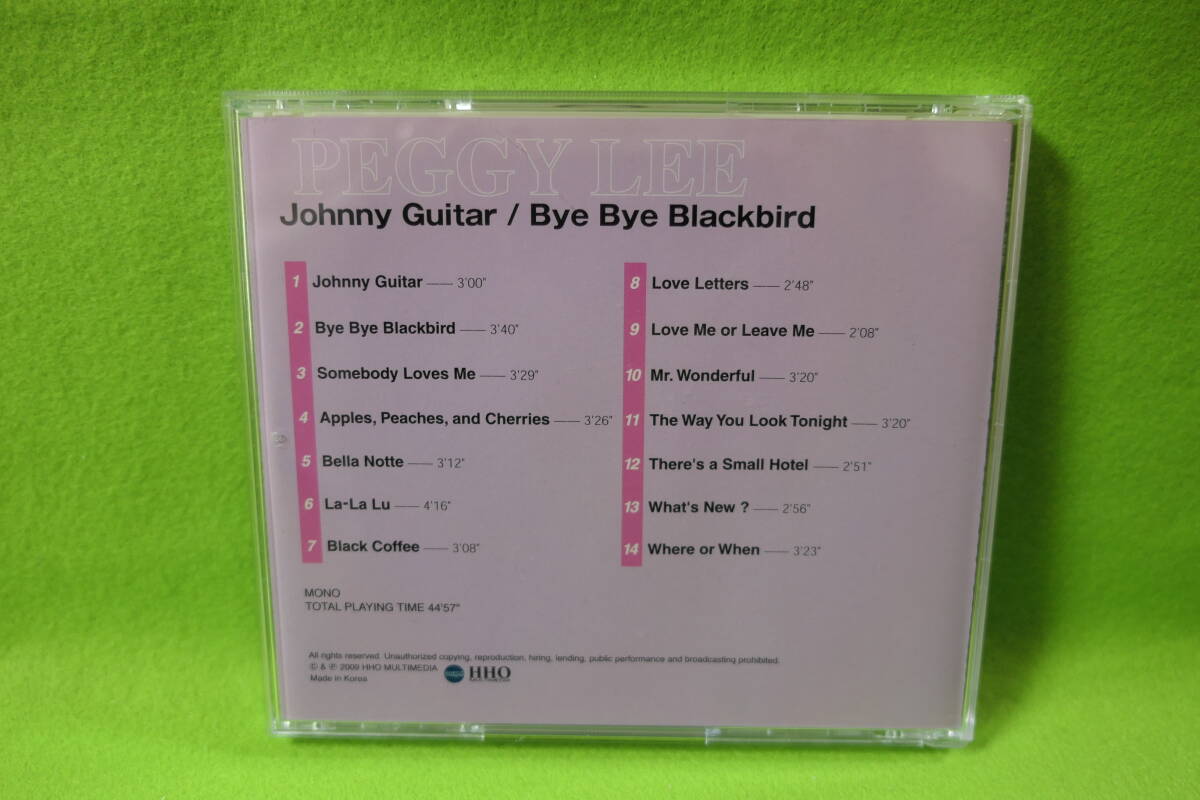 PEGGY LEE
Johnny Guitar / Bye Bye Blackbird
1 Johnny Guitar —— 3'00"
2 Bye Bye Blackbird —— 3'40"
3 Somebody Loves Me —— 3'29"
4 Apples, Peaches, and Cherries —— 3'26"
5 Bella Notte —— 3'12"
6 La-La Lu —— 4'16"
7 Black Coffee —— 3'08"
8 Love Letters —— 2'48"
9 Love Me or Leave Me —— 2'08"
10 Mr. Wonderful —— 3'20"
11 The Way You Look Tonight —— 3'20"
12 There's a Small Hotel —— 2'51"
13 What's New ? —— 2'56"
14 Where or When —— 3'23"
MONO
TOTAL PLAYING TIME 44'57"
All rights reserved. Unauthorized copying, reproduction, hiring, lending, public performance and broadcasting prohibited.
© & ℗ 2009 HHO MULTIMEDIA
Made in Korea
HHO